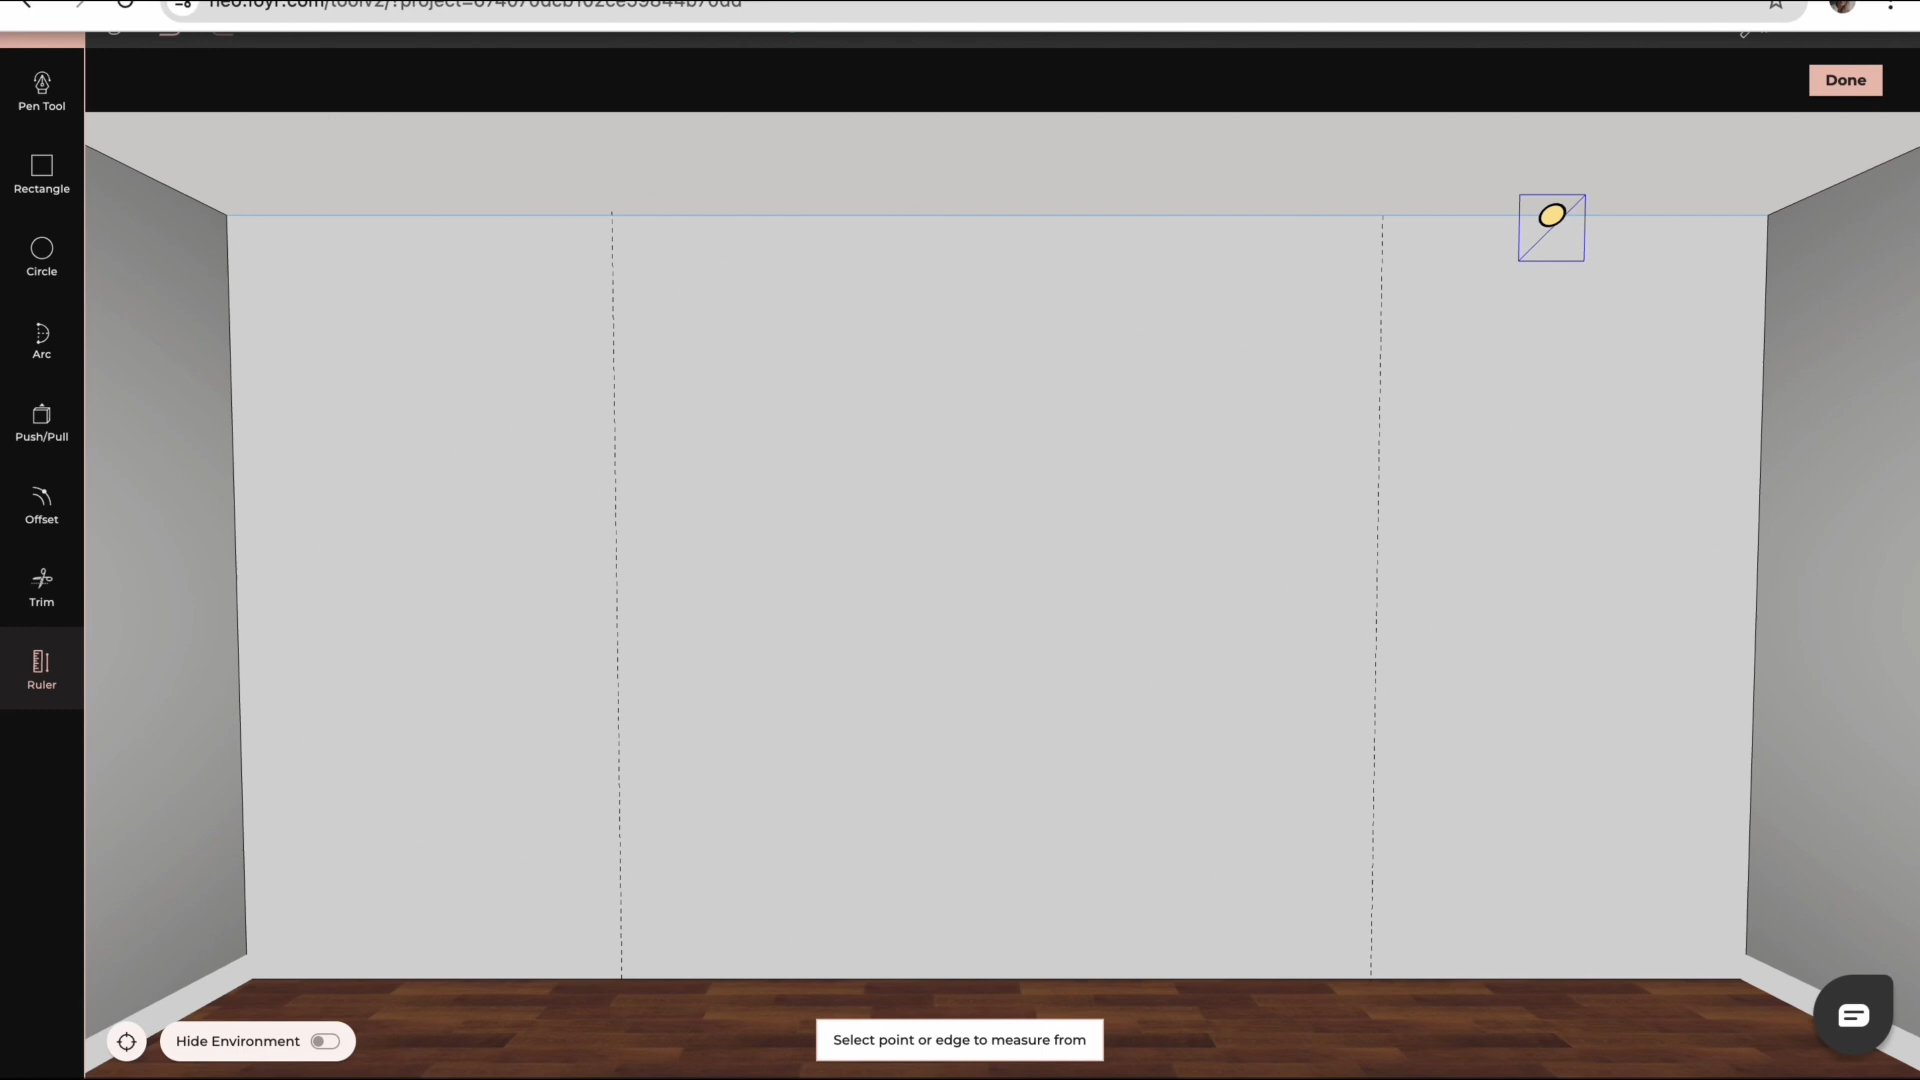 Done
Pen Tool
Rectangle
Circle
Arc
Push/Pull
Offset
Trim
Ruler
Hide Environment
Select point or edge to measure from